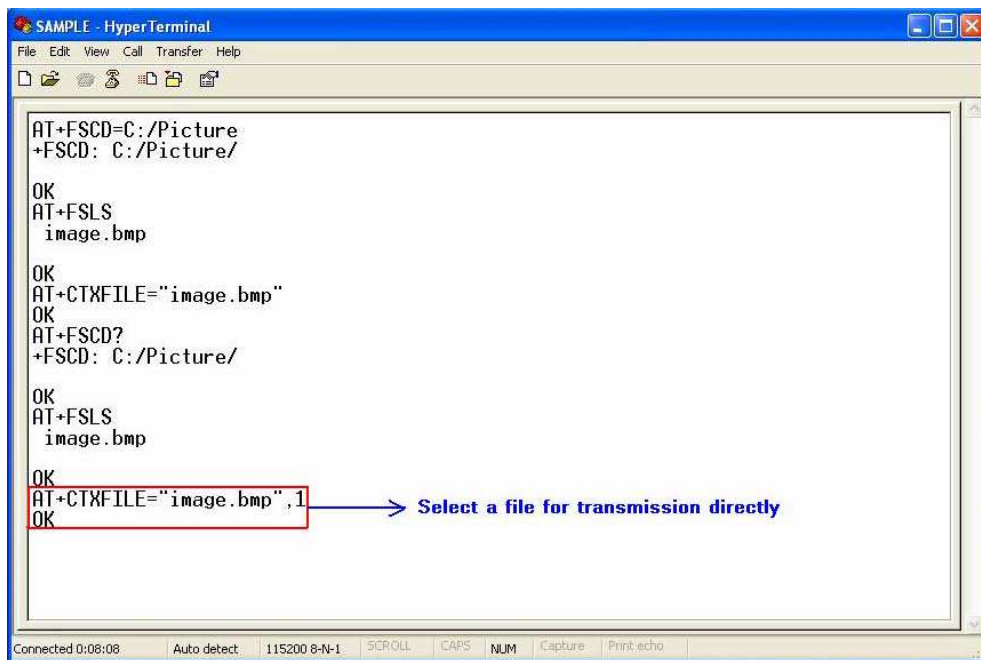 SAMPLE - HyperTerminal
File Edit View Call Transfer Help
AT+FSCD=C:/Picture
+FSCD: C:/Picture/
OK
AT+FSLS
image.bmp
OK
AT+CTXFILE="image.bmp"
OK
AT+FSCD?
+FSCD: C:/Picture/
OK
AT+FSLS
image.bmp
OK
AT+CTXFILE="image.bmp",1
Select a file for transmission directly
OK
Connected 0:08:08 Auto detect 115200 8-N-1 SCROLL CAPS NUM Capture Print echo